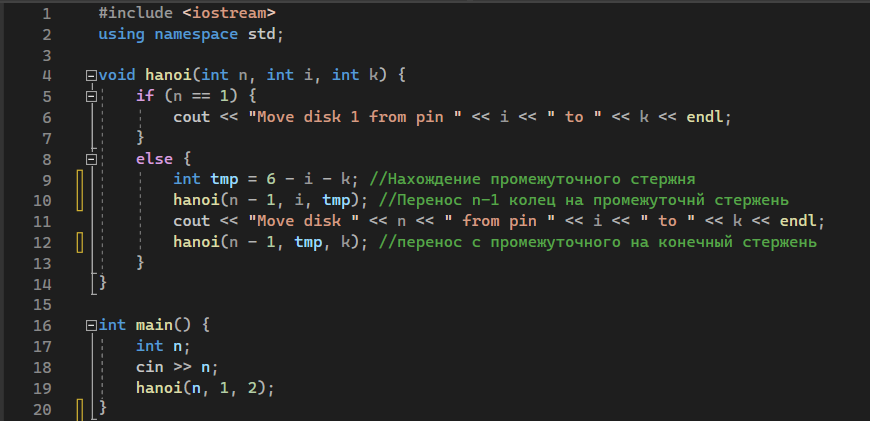 1 #include <iostream>
2 using namespace std;
3
4 void hanoi(int n, int i, int k) {
5 if (n == 1) {
6 cout << "Move disk 1 from pin " << i << " to " << k << endl;
7 }
8 else {
9 int tmp = 6 - i - k; //Нахождение промежуточного стержня
10 hanoi(n - 1, i, tmp); //Перенос n-1 колец на промежуточнй стержень
11 cout << "Move disk " << n << " from pin " << i << " to " << k << endl;
12 hanoi(n - 1, tmp, k); //перенос с промежуточного на конечный стержень
13 }
14 }
15
16 int main() {
17 int n;
18 cin >> n;
19 hanoi(n, 1, 2);
20 }